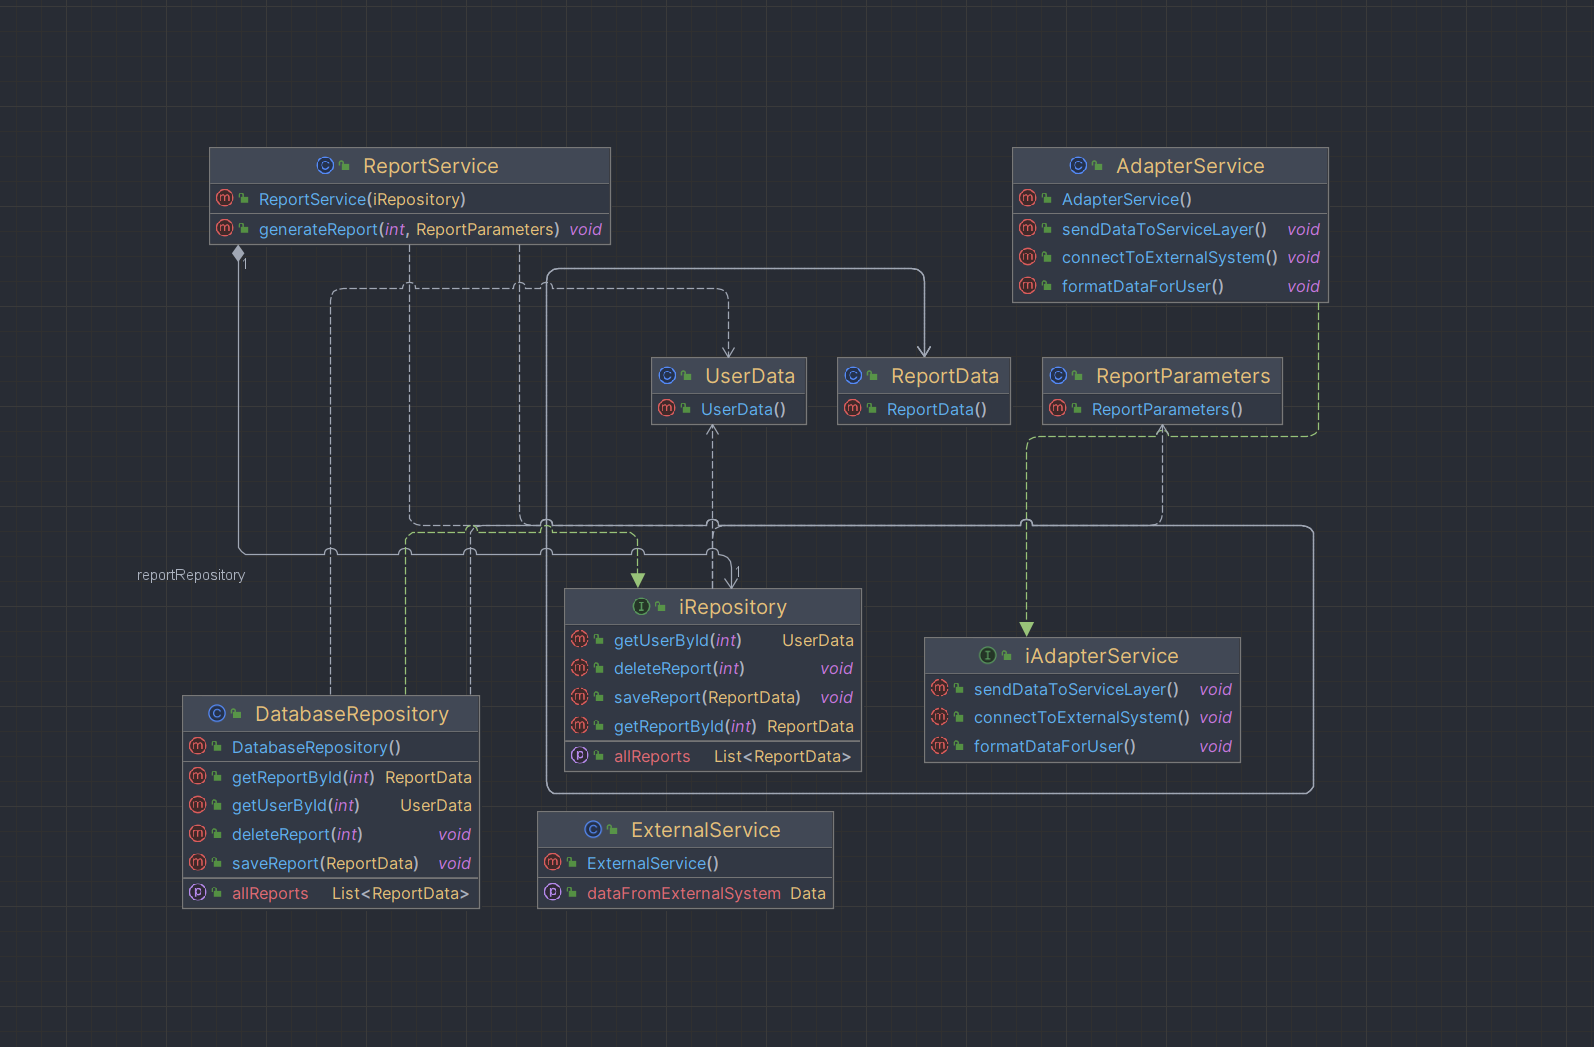 ReportService
ReportService(iRepository)
generateReport(int, ReportParameters) void
1
AdapterService
AdapterService()
sendDataToServiceLayer() void
connectToExternalSystem() void
formatDataForUser() void
UserData
UserData()
ReportData
ReportData()
ReportParameters
ReportParameters()
reportRepository
1
iRepository
getUserById(int) UserData
deleteReport(int) void
saveReport(ReportData) void
getReportById(int) ReportData
allReports List<ReportData>
iAdapterService
sendDataToServiceLayer() void
connectToExternalSystem() void
formatDataForUser() void
DatabaseRepository
DatabaseRepository()
getReportById(int) ReportData
getUserById(int) UserData
deleteReport(int) void
saveReport(ReportData) void
allReports List<ReportData>
ExternalService
ExternalService()
dataFromExternalSystem Data